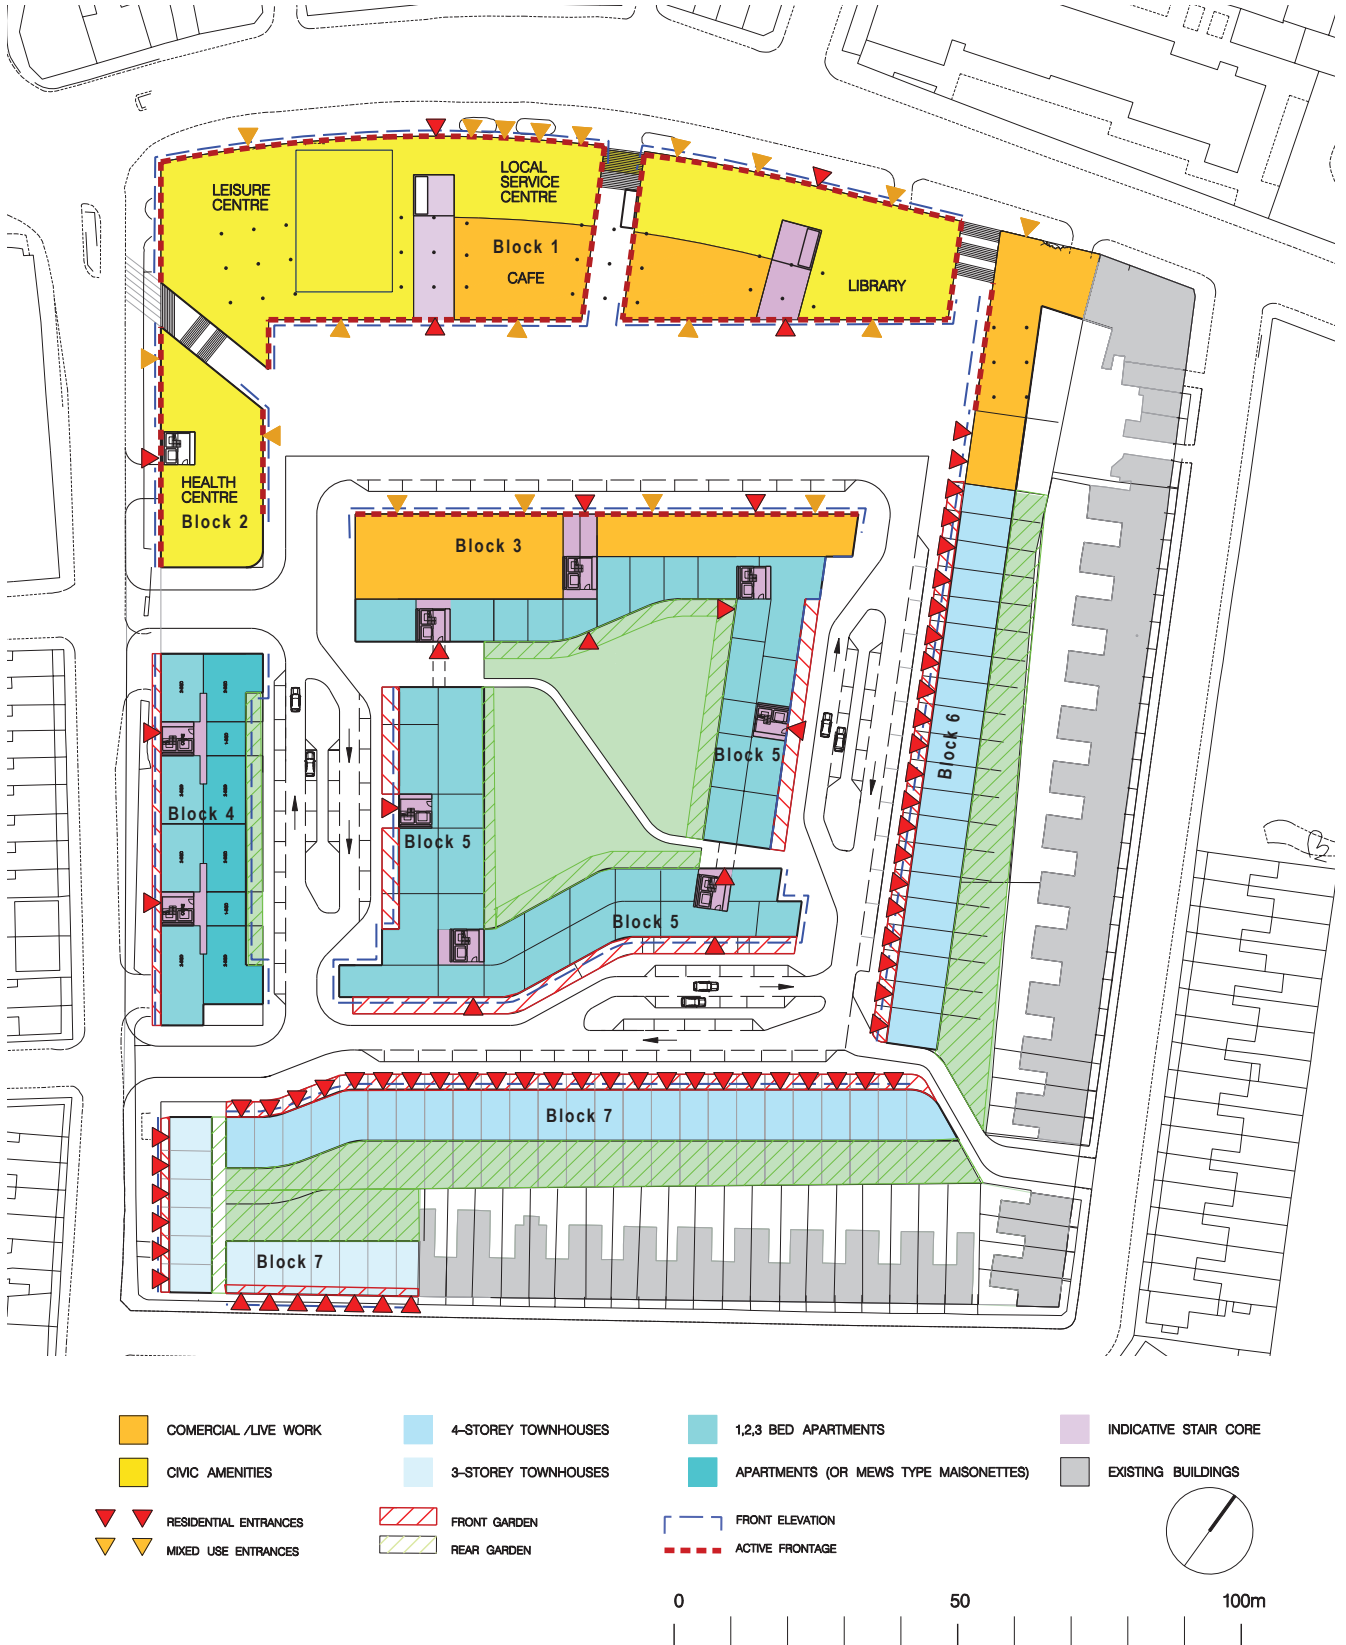 LEISURE
CENTRE
LOCAL
SERVICE
CENTRE
Block 1
CAFE
LIBRARY
HEALTH
CENTRE
Block 2
Block 3
Block 4
Block 5
Block 5
Block 5
Block 6
Block 7
Block 7
COMERCIAL /LIVE WORK
4-STOREY TOWNHOUSES
1,2,3 BED APARTMENTS
INDICATIVE STAIR CORE
CIVIC AMENITIES
3-STOREY TOWNHOUSES
APARTMENTS (OR MEWS TYPE MAISONETTES)
EXISTING BUILDINGS
RESIDENTIAL ENTRANCES
FRONT GARDEN
FRONT ELEVATION
MIXED USE ENTRANCES
REAR GARDEN
ACTIVE FRONTAGE
0 50 100m